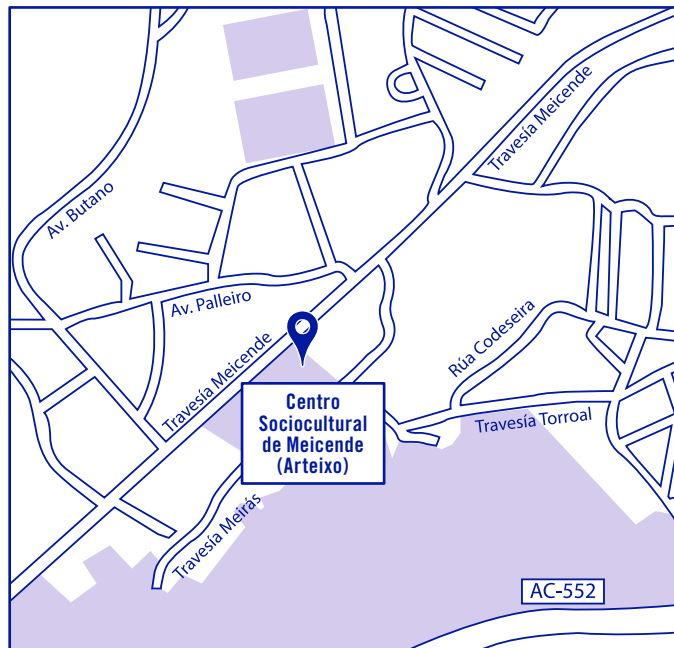 Travesía Meicende
Av. Butano
Av. Palleiro
Rúa Codeseira
Travesía Meicende
Centro
Sociocultural
de Meicende
(Arteixo)
Travesía Torroal
Travesía Meirás
AC-552